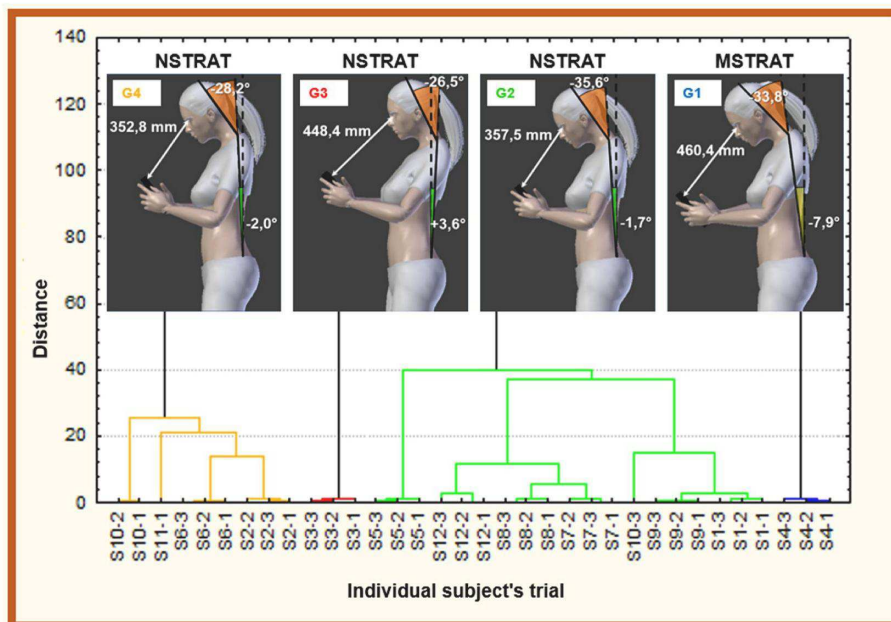 140
120
100
80
60
40
20
0
Distance
NSTRAT
NSTRAT
NSTRAT
MSTRAT
G4
-28,2°
352,8 mm
-2,0°
G3
-26,5°
448,4 mm
+3,6°
G2
-35,6°
357,5 mm
-1,7°
G1
-33,8°
460,4 mm
-7,9°
S10-2
S10-1
S11-1
S6-3
S6-2
S6-1
S2-2
S2-3
S2-1
S3-3
S3-2
S3-1
S5-3
S5-2
S5-1
S12-3
S12-2
S12-1
S8-3
S8-2
S8-1
S7-2
S7-3
S7-1
S10-3
S9-3
S9-2
S9-1
S1-3
S1-2
S1-1
S4-3
S4-2
S4-1
Individual subject's trial